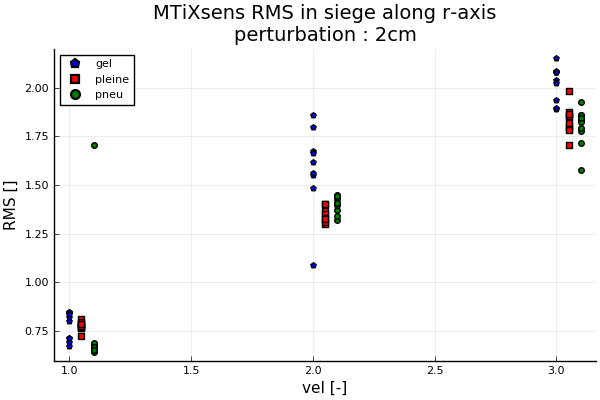 MTiXsens RMS in siege along r-axis
perturbation : 2cm
gel
pleine
pneu
RMS []
2.00
1.75
1.50
1.25
1.00
0.75
1.0
1.5
2.0
2.5
3.0
vel [-]